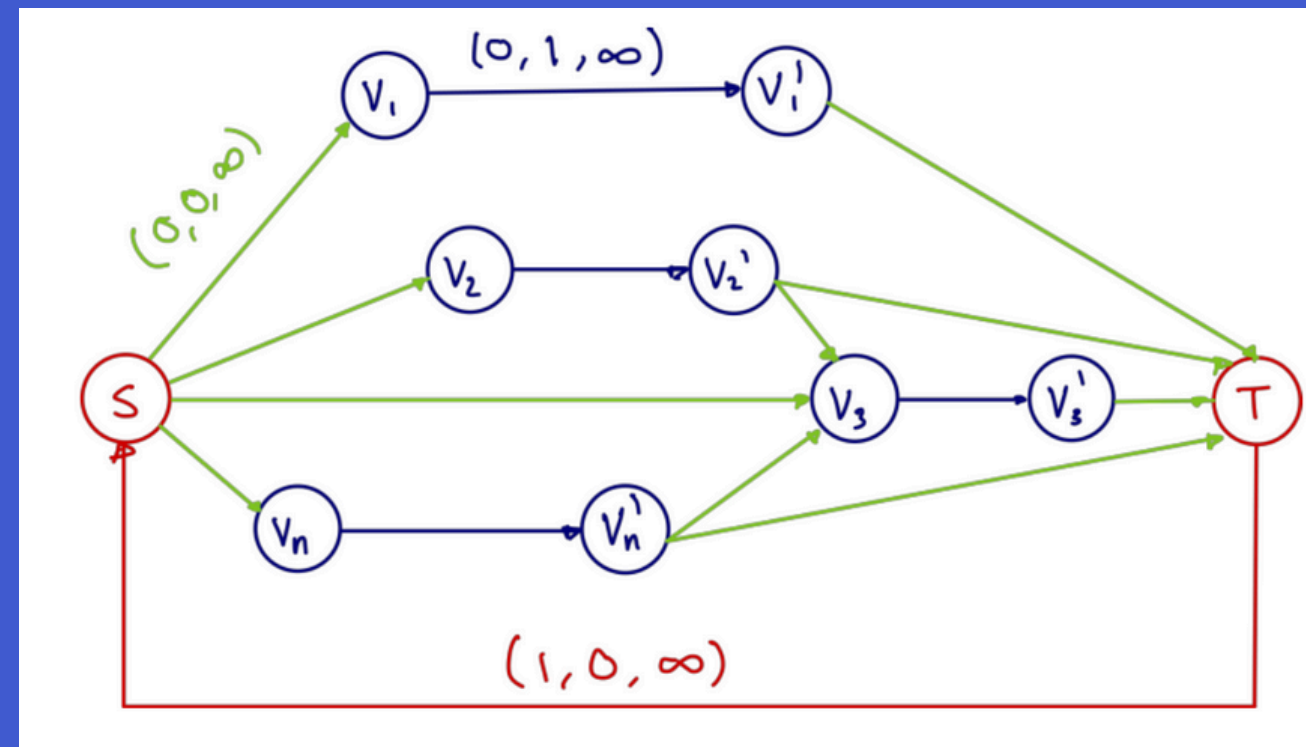 (0, 1, ∞)
V₁
V₁'
(0,0,∞)
V₂
V₂'
S
V₃
V₃'
T
Vₙ
Vₙ'
(1, 0, ∞)